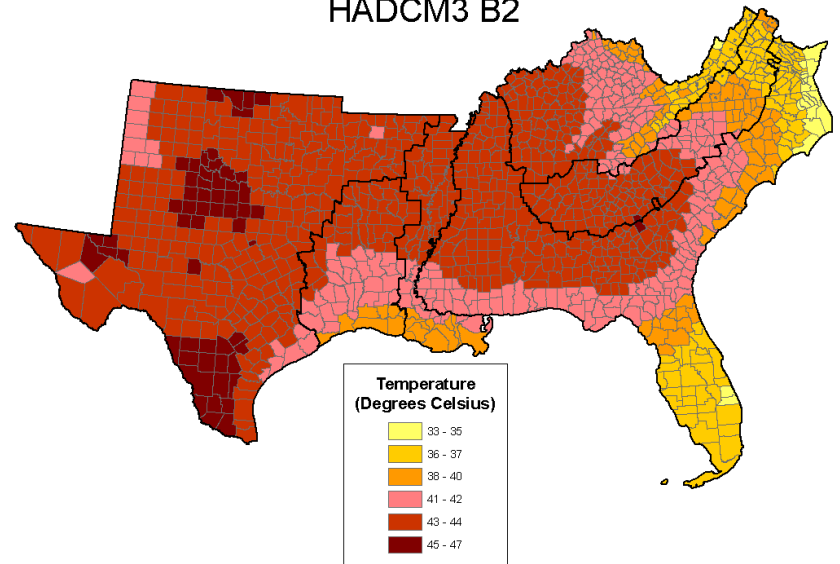 HADCM3 B2
Temperature
(Degrees Celsius)
33 - 35
36 - 37
38 - 40
41 - 42
43 - 44
45 - 47